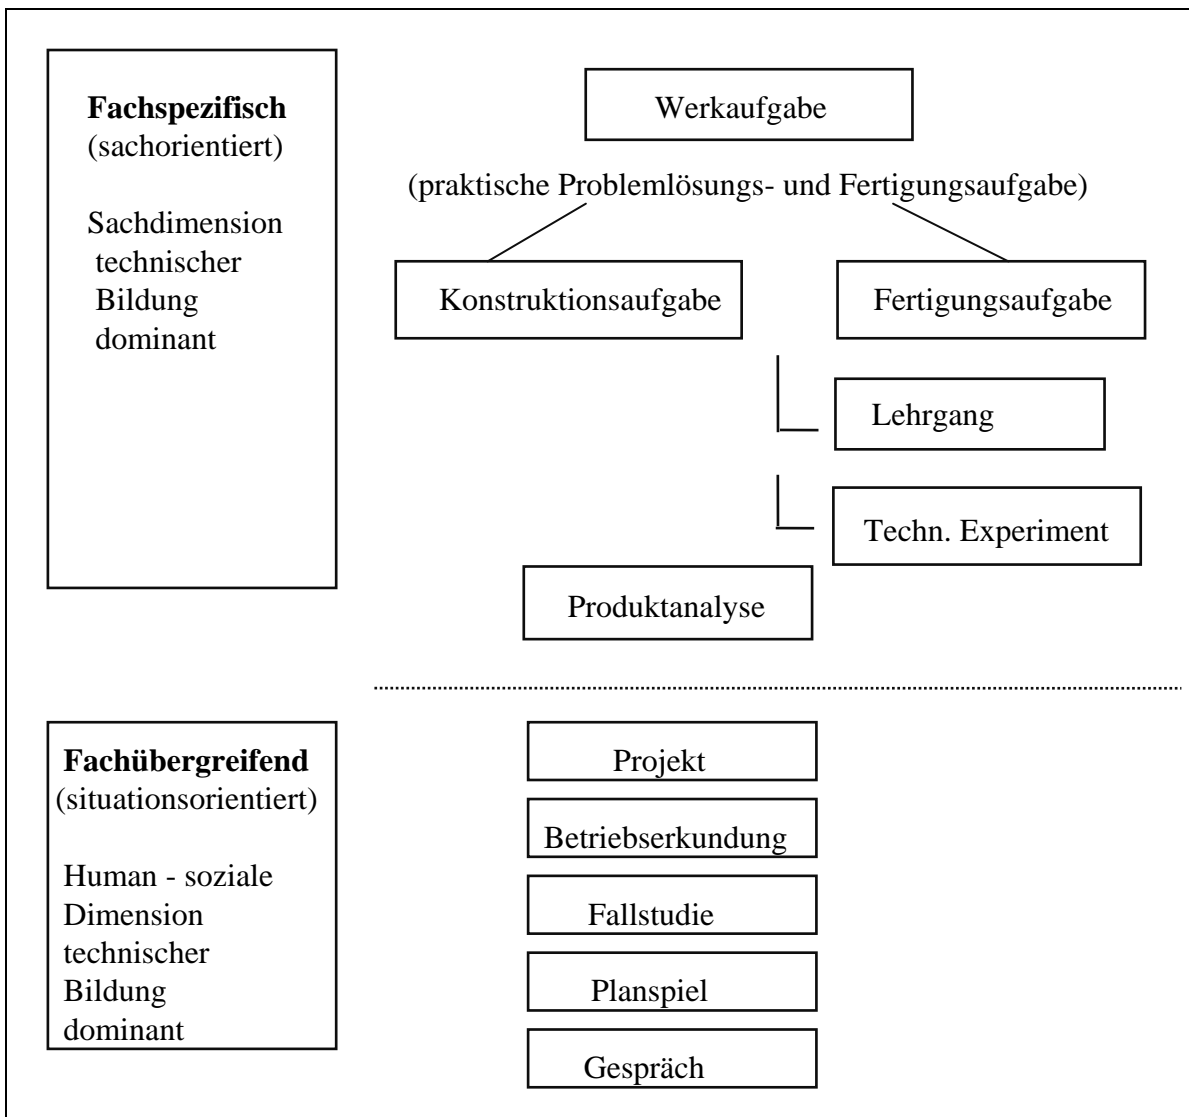 Fachspezifisch
(sachorientiert)
Sachdimension
technischer
Bildung
dominant
Werkaufgabe
(praktische Problemlösungs- und Fertigungsaufgabe)
Konstruktionsaufgabe
Fertigungsaufgabe
Lehrgang
Techn. Experiment
Produktanalyse
Fachübergreifend
(situationsorientiert)
Human - soziale
Dimension
technischer
Bildung
dominant
Projekt
Betriebserkundung
Fallstudie
Planspiel
Gespräch